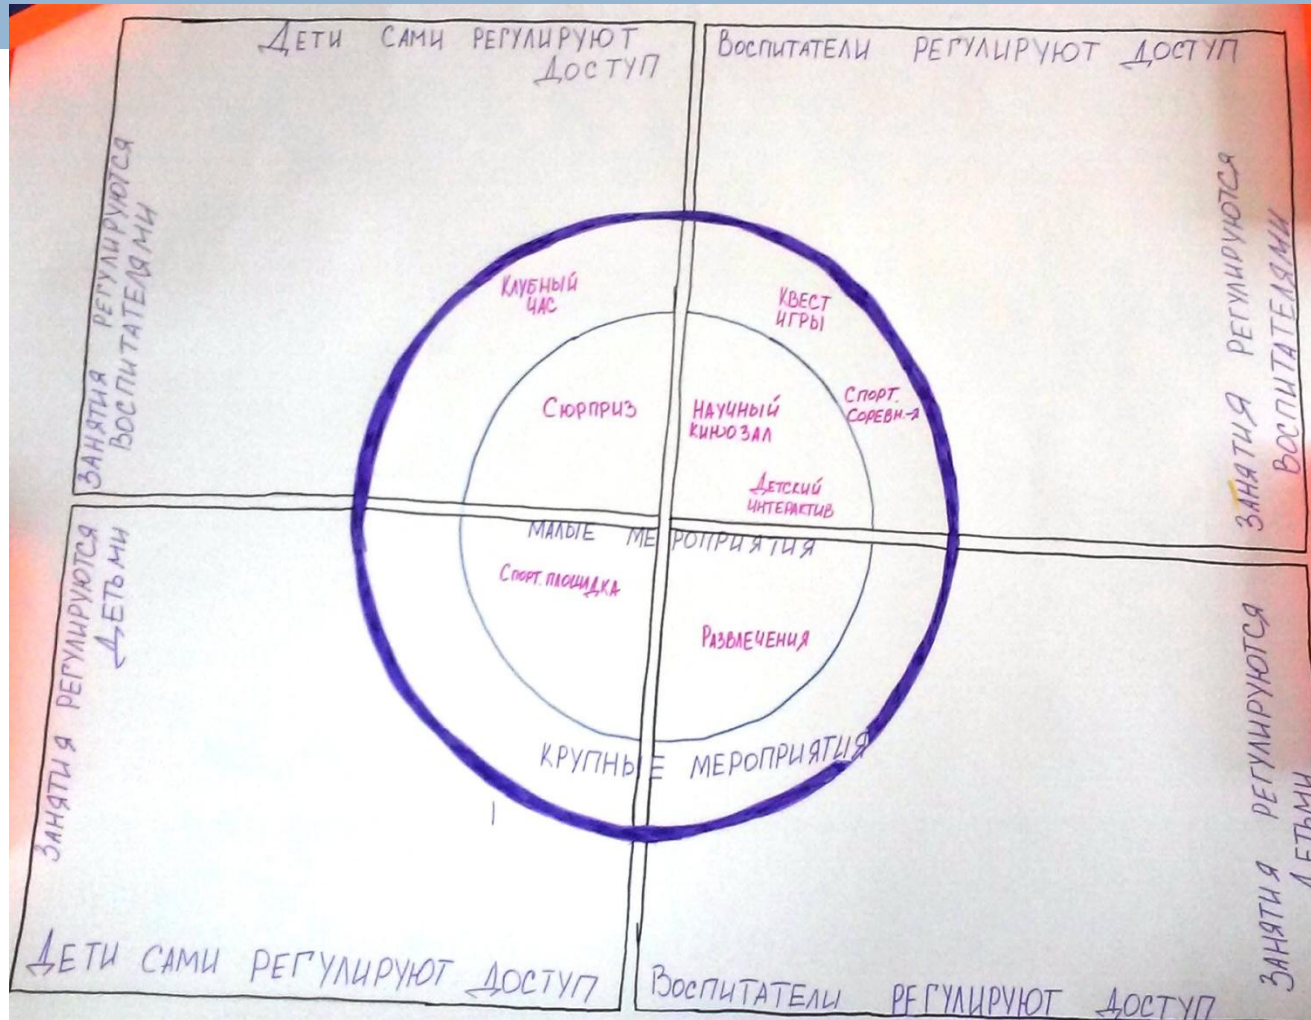 ДЕТИ САМИ РЕГУЛИРУЮТ
ДОСТУП
ЗАНЯТИЯ РЕГУЛИРУЮТСЯ
ВОСПИТАТЕЛЯМИ
ВОСПИТАТЕЛИ РЕГУЛИРУЮТ ДОСТУП
ЗАНЯТИЯ РЕГУЛИРУЮТСЯ
ВОСПИТАТЕЛЯМИ
КЛУБНЫЙ
ЧАС
СЮРПРИЗ
КВЕСТ
ИГРЫ
СПОРТ.
СОРЕВН.-Я
НАУЧНЫЙ
КИНОЗАЛ
ДЕТСКИЙ
ИНТЕРАКТИВ
МАЛЫЕ МЕРОПРИЯТИЯ
СПОРТ. ПЛОЩАДКА
РАЗВЛЕЧЕНИЯ
КРУПНЫЕ МЕРОПРИЯТИЯ
ЗАНЯТИЯ РЕГУЛИРУЮТСЯ
ДЕТЬМИ
ДЕТИ САМИ РЕГУЛИРУЮТ ДОСТУП
ЗАНЯТИЯ РЕГУЛИРУЮТСЯ
ДЕТЬМИ
ВОСПИТАТЕЛИ РЕГУЛИРУЮТ ДОСТУП